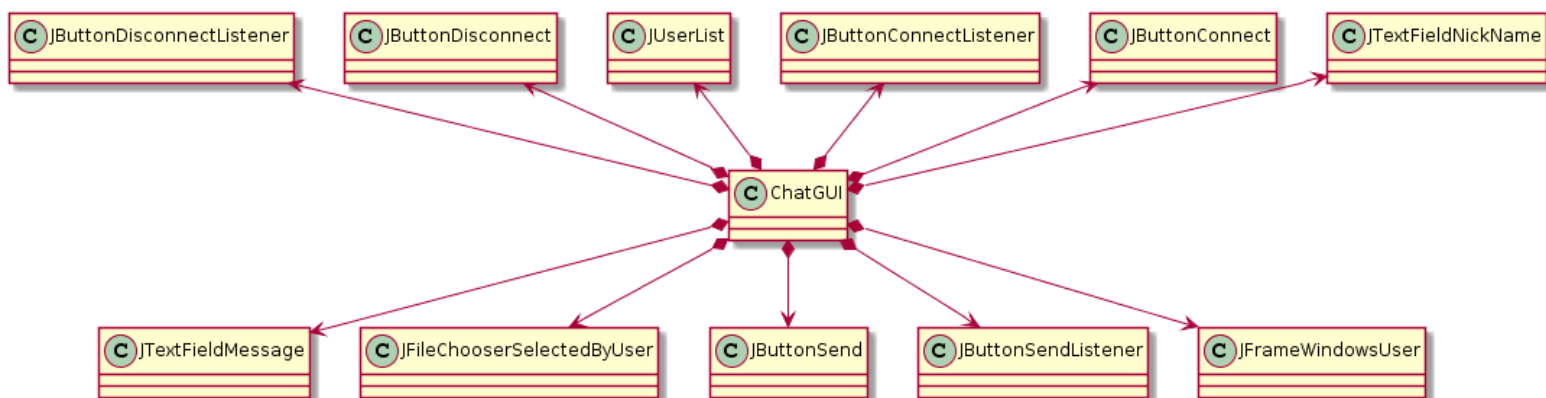 C JButtonDisconnectListener
C JButtonDisconnect
C JUserList
C JButtonConnectListener
C JButtonConnect
C JTextFieldNickName
C ChatGUI
C JTextFieldMessage
C JFileChooserSelectedByUser
C JButtonSend
C JButtonSendListener
C JFrameWindowsUser